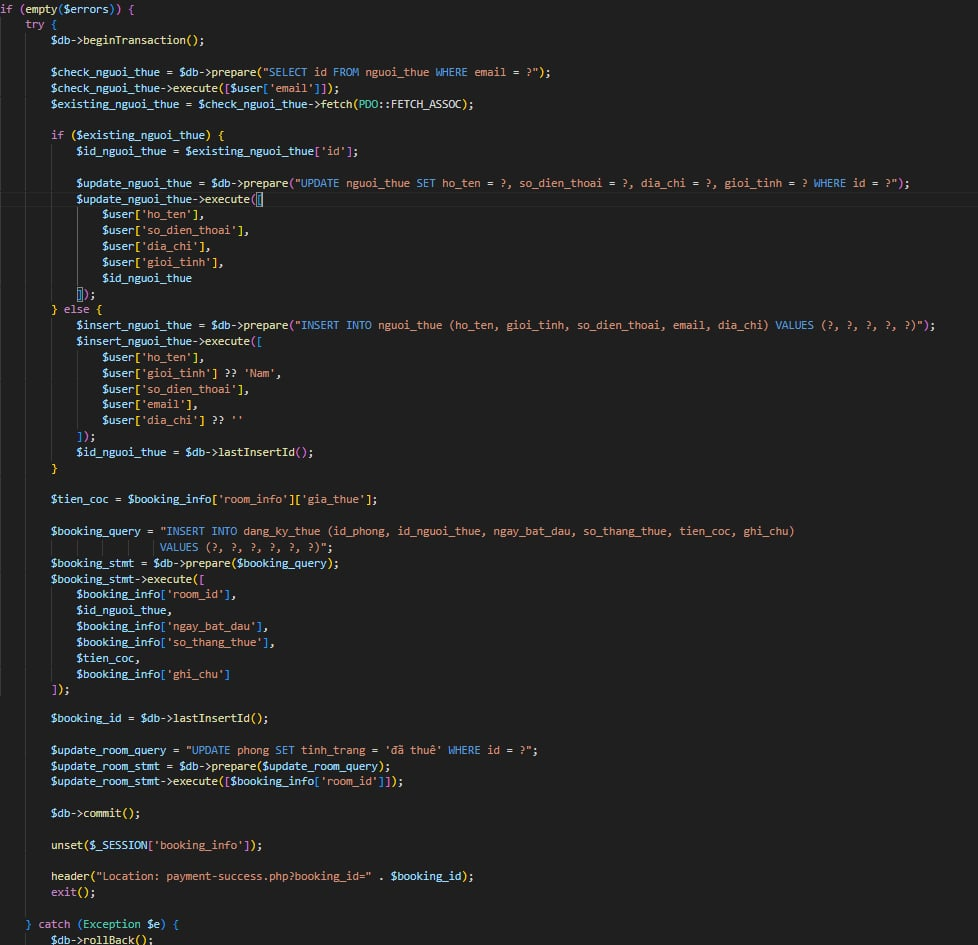 if (empty($errors)) {
    try {
        $db->beginTransaction();

        $check_nguoi_thue = $db->prepare("SELECT id FROM nguoi_thue WHERE email = ?");
        $check_nguoi_thue->execute([$user['email']]);
        $existing_nguoi_thue = $check_nguoi_thue->fetch(PDO::FETCH_ASSOC);

        if ($existing_nguoi_thue) {
            $id_nguoi_thue = $existing_nguoi_thue['id'];

            $update_nguoi_thue = $db->prepare("UPDATE nguoi_thue SET ho_ten = ?, so_dien_thoai = ?, dia_chi = ?, gioi_tinh = ? WHERE id = ?");
            $update_nguoi_thue->execute([
                $user['ho_ten'],
                $user['so_dien_thoai'],
                $user['dia_chi'],
                $user['gioi_tinh'],
                $id_nguoi_thue
            ]);
        } else {
            $insert_nguoi_thue = $db->prepare("INSERT INTO nguoi_thue (ho_ten, gioi_tinh, so_dien_thoai, email, dia_chi) VALUES (?, ?, ?, ?, ?)");
            $insert_nguoi_thue->execute([
                $user['ho_ten'],
                $user['gioi_tinh'] ?? 'Nam',
                $user['so_dien_thoai'],
                $user['email'],
                $user['dia_chi'] ?? ''
            ]);
            $id_nguoi_thue = $db->lastInsertId();
        }

        $tien_coc = $booking_info['room_info']['gia_thue'];

        $booking_query = "INSERT INTO dang_ky_thue (id_phong, id_nguoi_thue, ngay_bat_dau, so_thang_thue, tien_coc, ghi_chu)
                         VALUES (?, ?, ?, ?, ?, ?)";
        $booking_stmt = $db->prepare($booking_query);
        $booking_stmt->execute([
            $booking_info['room_id'],
            $id_nguoi_thue,
            $booking_info['ngay_bat_dau'],
            $booking_info['so_thang_thue'],
            $tien_coc,
            $booking_info['ghi_chu']
        ]);

        $booking_id = $db->lastInsertId();

        $update_room_query = "UPDATE phong SET tinh_trang = 'đã thuê' WHERE id = ?";
        $update_room_stmt = $db->prepare($update_room_query);
        $update_room_stmt->execute([$booking_info['room_id']]);

        $db->commit();

        unset($_SESSION['booking_info']);

        header("Location: payment-success.php?booking_id=" . $booking_id);
        exit();

    } catch (Exception $e) {
        $db->rollBack();